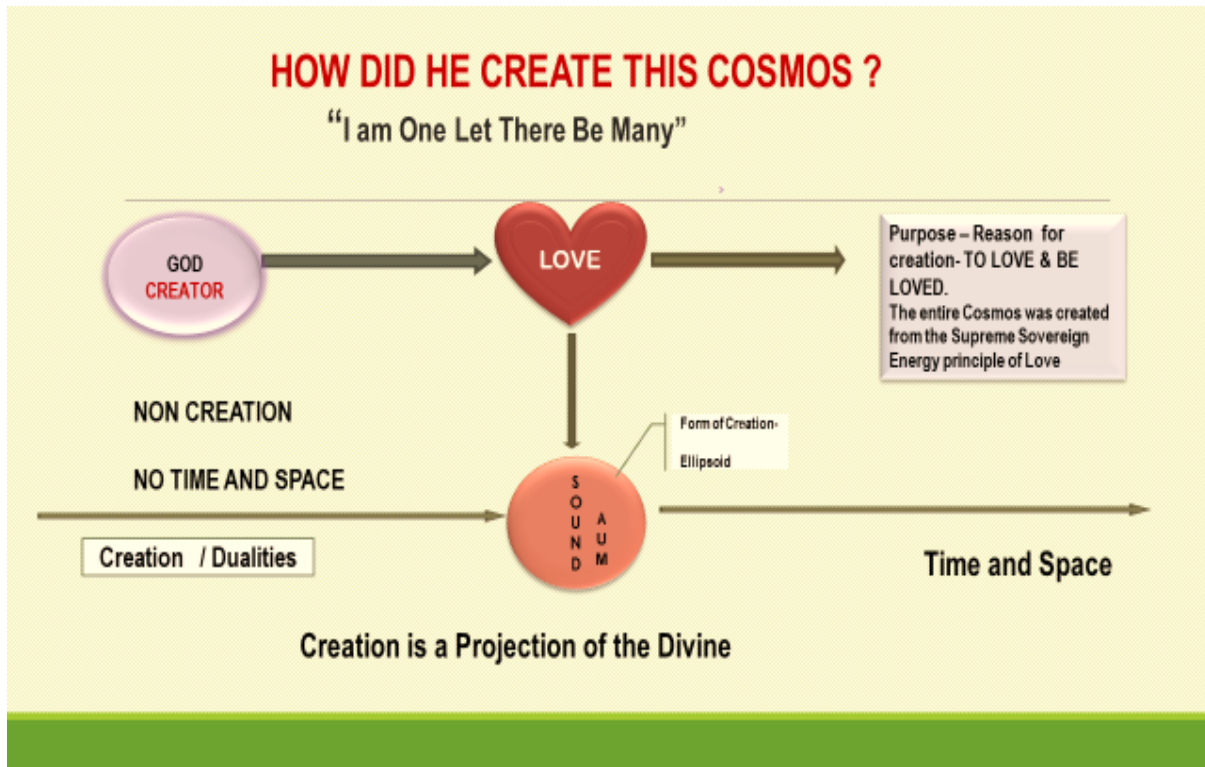 HOW DID HE CREATE THIS COSMOS ?
“I am One Let There Be Many”
GOD
CREATOR
LOVE
Purpose – Reason for
creation- TO LOVE & BE
LOVED.
The entire Cosmos was created
from the Supreme Sovereign
Energy principle of Love
NON CREATION
NO TIME AND SPACE
Form of Creation-
Ellipsoid
SOUND
AUM
Creation / Dualities
Time and Space
Creation is a Projection of the Divine